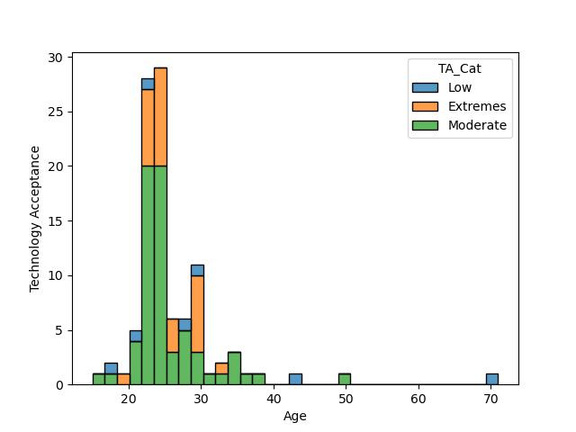 30
25
20
15
10
5
0
Technology Acceptance
TA_Cat
Low
Extremes
Moderate
20 30 40 50 60 70
Age